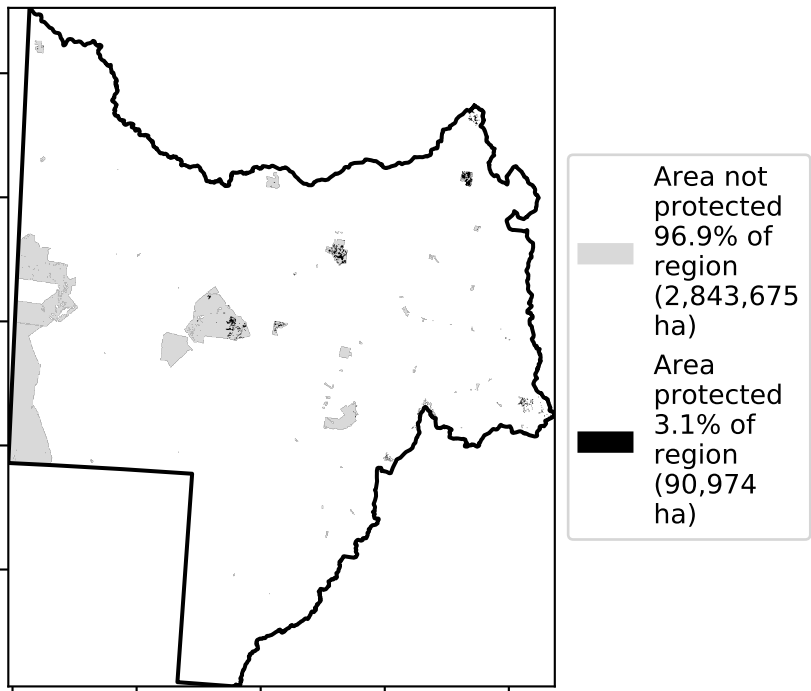 Area not
protected
96.9% of
region
(2,843,675
ha)
Area
protected
3.1% of
region
(90,974
ha)